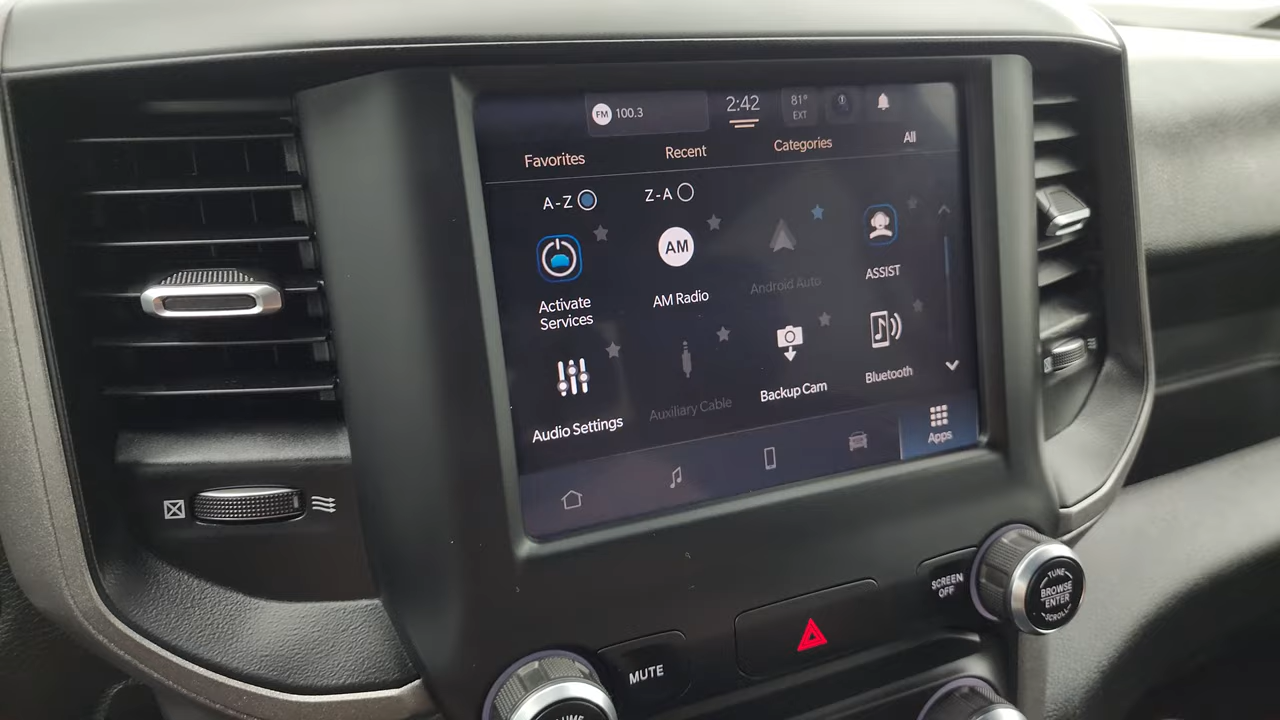 FM 100.3
2:42
81°
EXT
Favorites
Recent
Categories
All
A-Z
Z-A
Activate
Services
AM
AM Radio
Android Auto
ASSIST
Audio Settings
Auxiliary Cable
Backup Cam
Bluetooth
Apps
SCREEN
OFF
TUNE
BROWSE
ENTER
SCROLL
MUTE
VOLUME